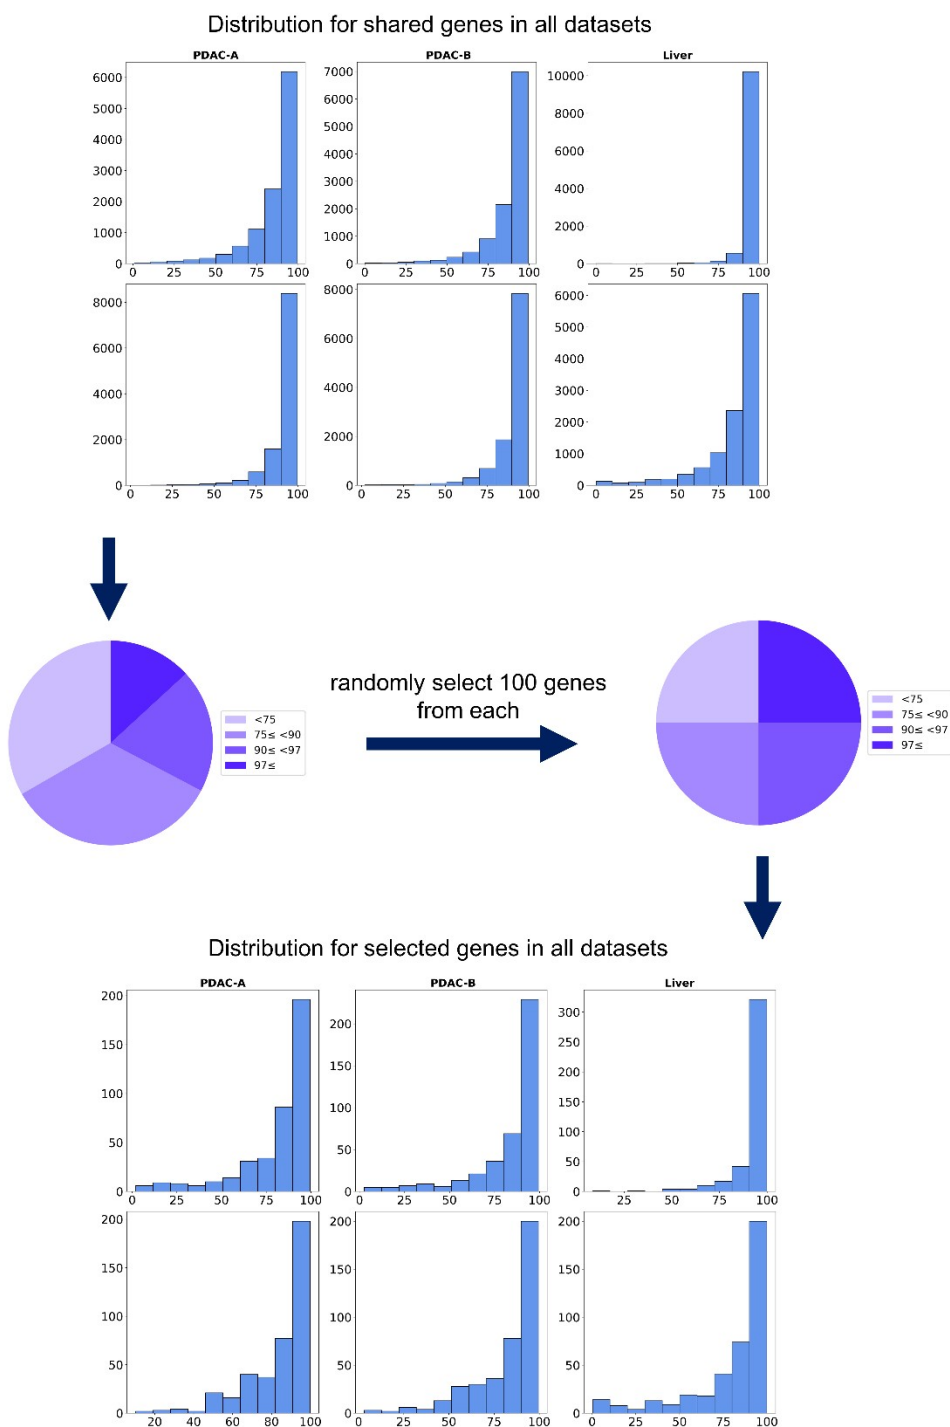 Distribution for shared genes in all datasets
PDAC-A PDAC-B Liver
6000 5000 4000 3000 2000 1000 0
0 25 50 75 100
7000 6000 5000 4000 3000 2000 1000 0
0 25 50 75 100
10000 8000 6000 4000 2000 0
0 25 50 75 100
8000 6000 4000 2000 0
0 25 50 75 100
8000 6000 4000 2000 0
0 25 50 75 100
6000 5000 4000 3000 2000 1000 0
0 25 50 75 100
<75
75≤ <90
90≤ <97
97≤
randomly select 100 genes
from each
<75
75≤ <90
90≤ <97
97≤
Distribution for selected genes in all datasets
PDAC-A PDAC-B Liver
200 150 100 50 0
0 25 50 75 100
200 150 100 50 0
0 25 50 75 100
300 250 200 150 100 50 0
25 50 75 100
200 150 100 50 0
20 40 60 80 100
200 150 100 50 0
0 25 50 75 100
200 150 100 50 0
0 25 50 75 100